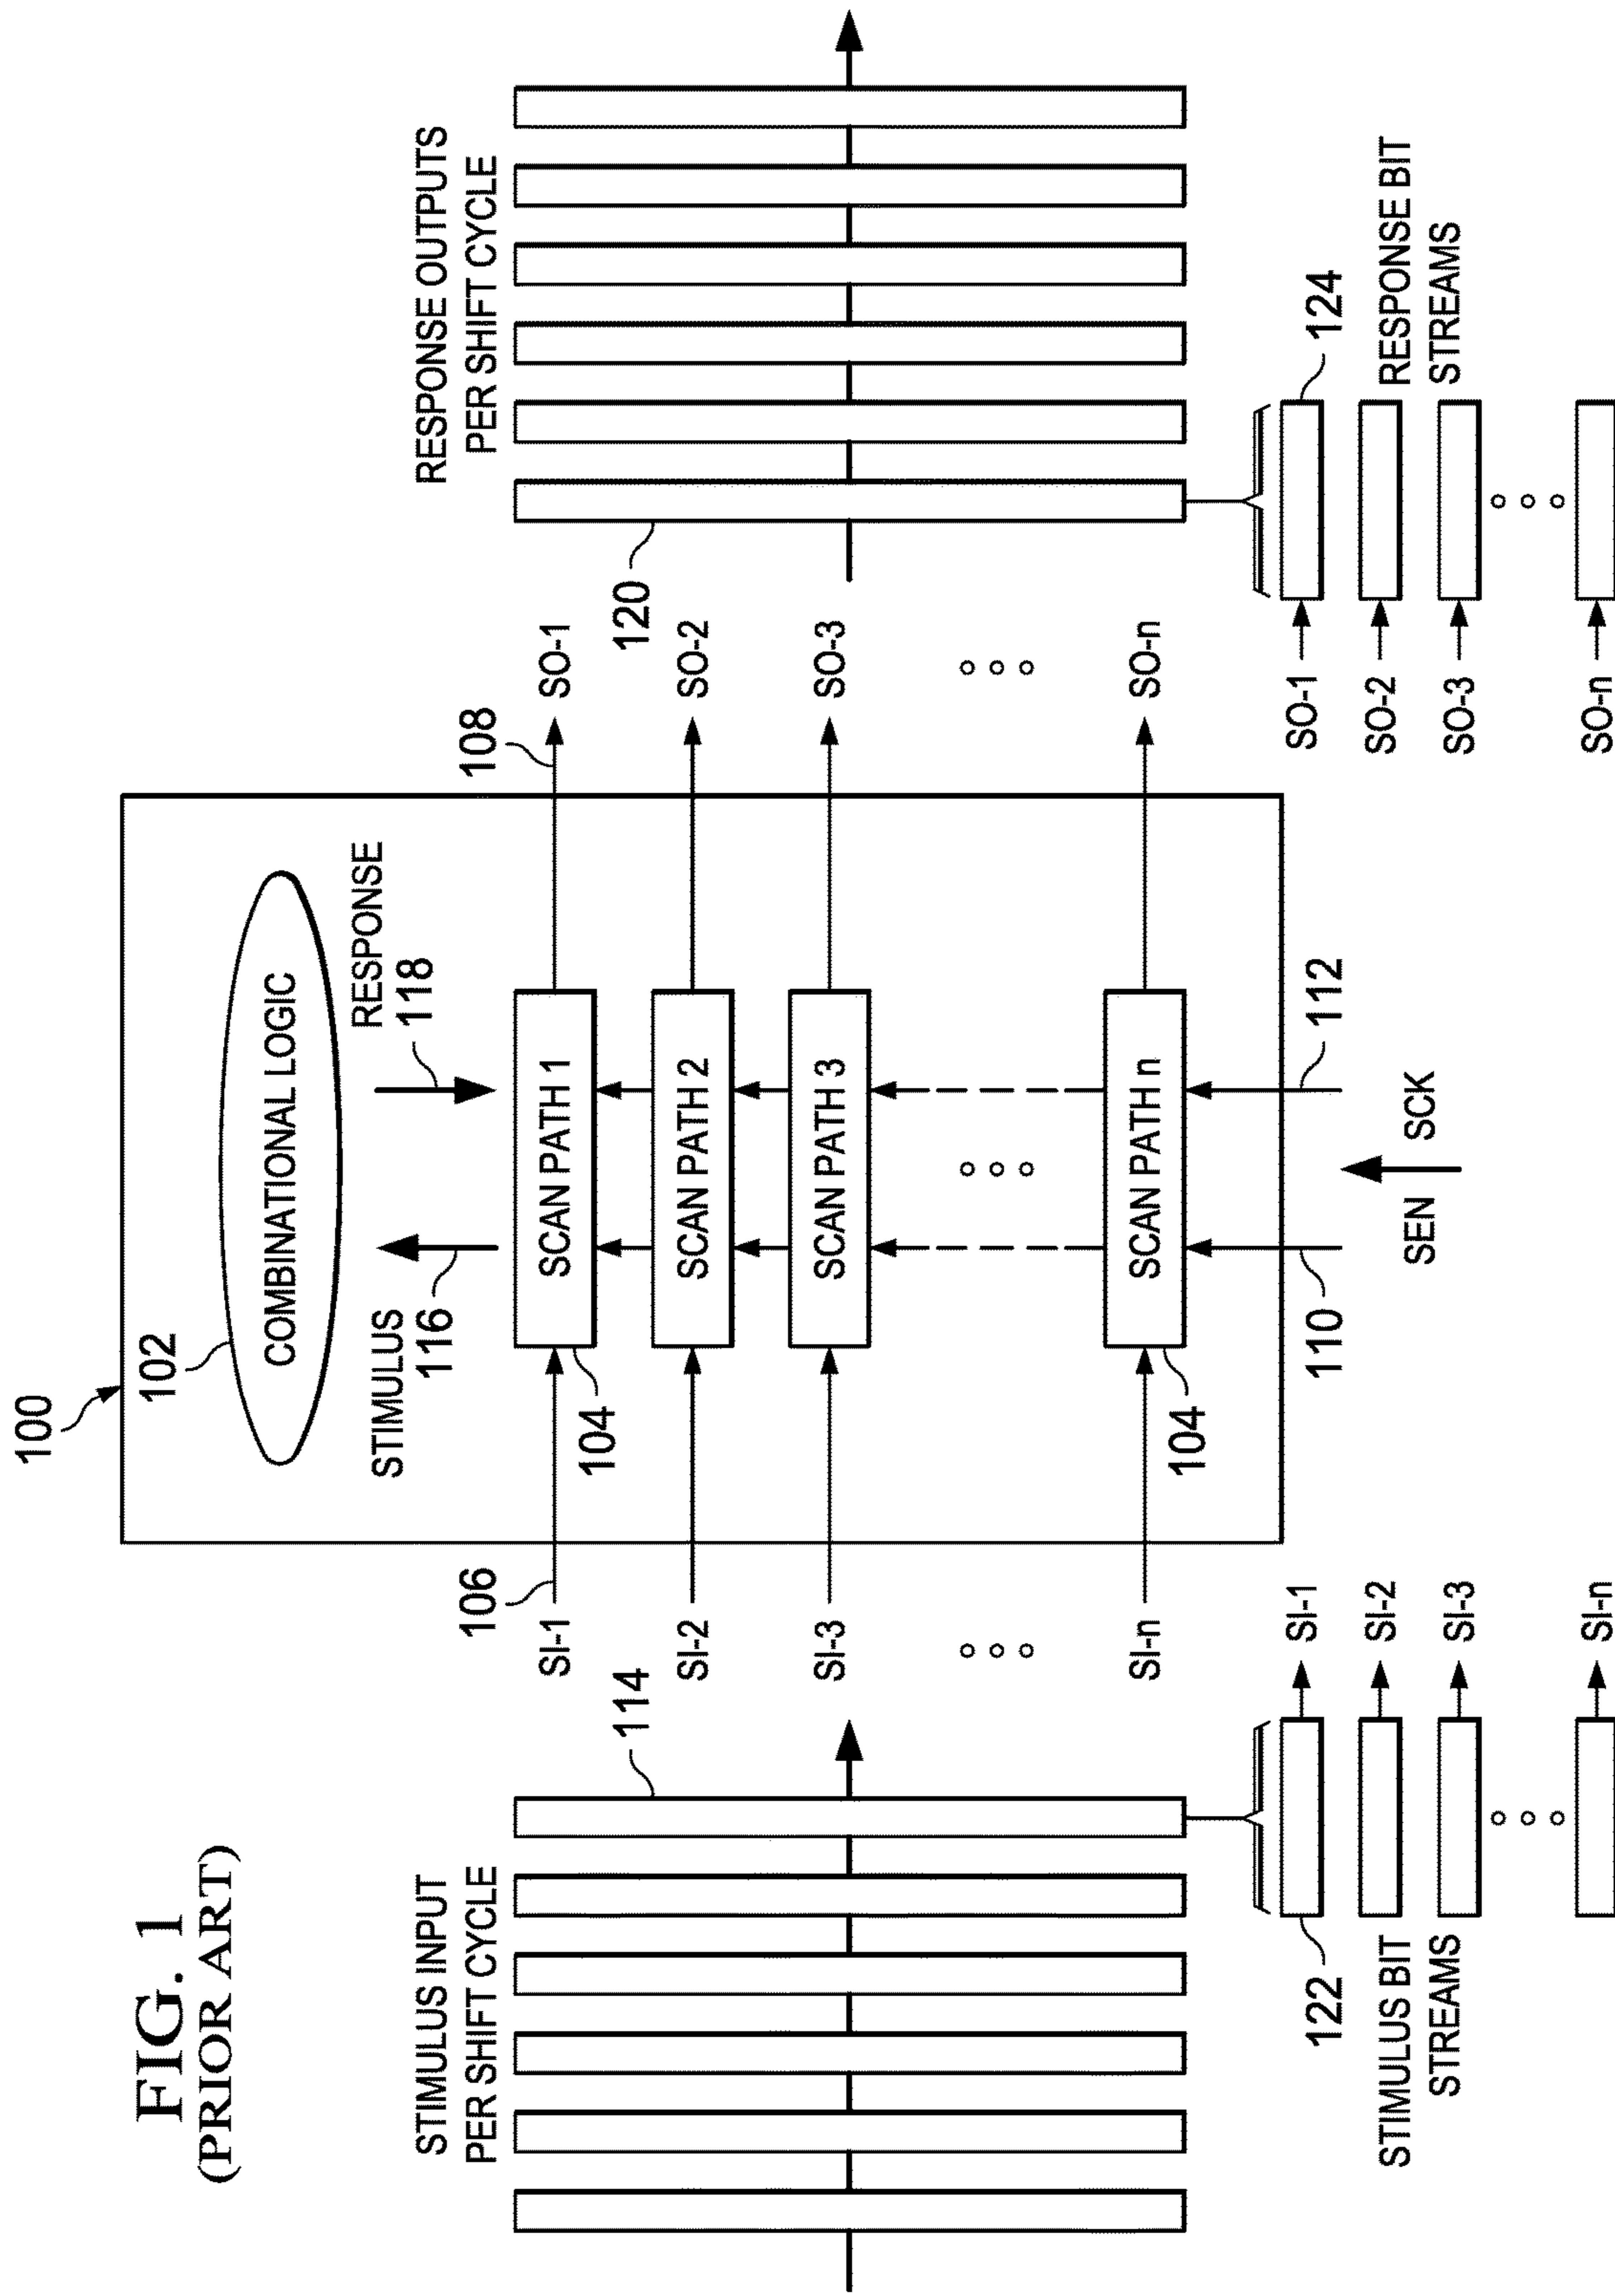 FIG. 1
(PRIOR ART)
100
102
COMBINATIONAL LOGIC
STIMULUS
116
RESPONSE
118
STIMULUS INPUT
PER SHIFT CYCLE
114
106
SI-1
SI-2
SI-3
SI-n
SCAN PATH 1
104
SCAN PATH 2
SCAN PATH 3
SCAN PATH n
104
108
SO-1
SO-2
SO-3
SO-n
RESPONSE OUTPUTS
PER SHIFT CYCLE
120
110
112
SEN
SCK
122
STIMULUS BIT
STREAMS
SI-1
SI-2
SI-3
SI-n
SO-1
SO-2
SO-3
SO-n
124
RESPONSE BIT
STREAMS